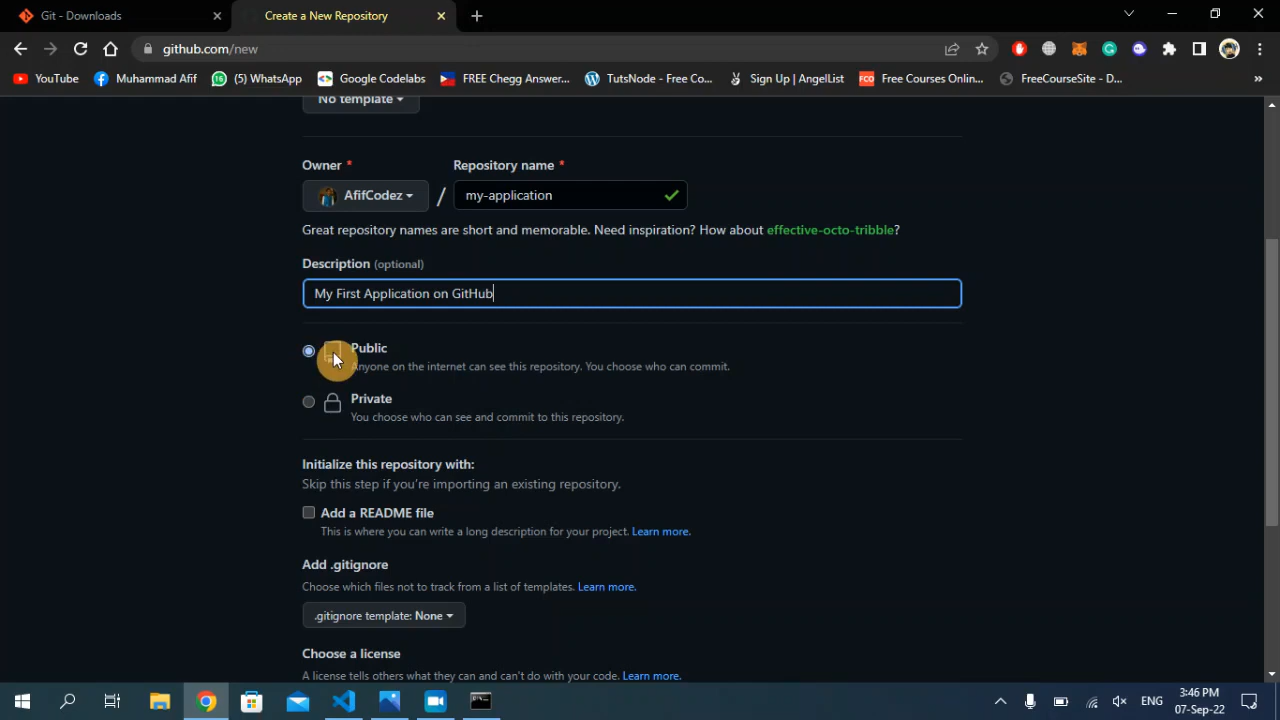 Git - Downloads
Create a New Repository
github.com/new
YouTube
Muhammad Afif
(5) WhatsApp
Google Codelabs
FREE Chegg Answer...
TutsNode - Free Co...
Sign Up | AngelList
FCO
Free Courses Onlin...
FreeCourseSite - D...
»
No template
Owner *
Repository name *
AfifCodez
/
my-application
Great repository names are short and memorable. Need inspiration? How about effective-octo-tribble?
Description (optional)
My First Application on GitHub
Public
Anyone on the internet can see this repository. You choose who can commit.
Private
You choose who can see and commit to this repository.
Initialize this repository with:
Skip this step if you're importing an existing repository.
Add a README file
This is where you can write a long description for your project. Learn more.
Add .gitignore
Choose which files not to track from a list of templates. Learn more.
.gitignore template: None
Choose a license
A license tells others what they can and can't do with your code. Learn more.
ENG
3:46 PM
07-Sep-22